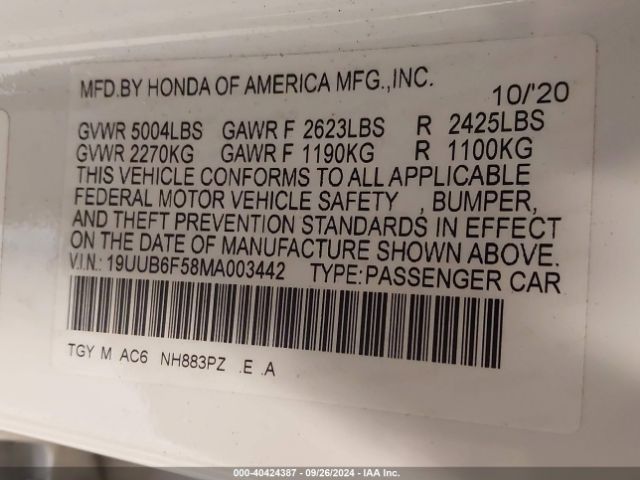 MFD.BY HONDA OF AMERICA MFG.,INC. 10/'20
GVWR 5004LBS GAWR F 2623LBS R 2425LBS
GVWR 2270KG GAWR F 1190KG R 1100KG
THIS VEHICLE CONFORMS TO ALL APPLICABLE
FEDERAL MOTOR VEHICLE SAFETY , BUMPER,
AND THEFT PREVENTION STANDARDS IN EFFECT
ON THE DATE OF MANUFACTURE SHOWN ABOVE.
V.I.N.: 19UUB6F58MA003442 TYPE:PASSENGER CAR
TGY M AC6 NH883PZ .E .A
000-40424387 - 09/26/2024 - IAA Inc.